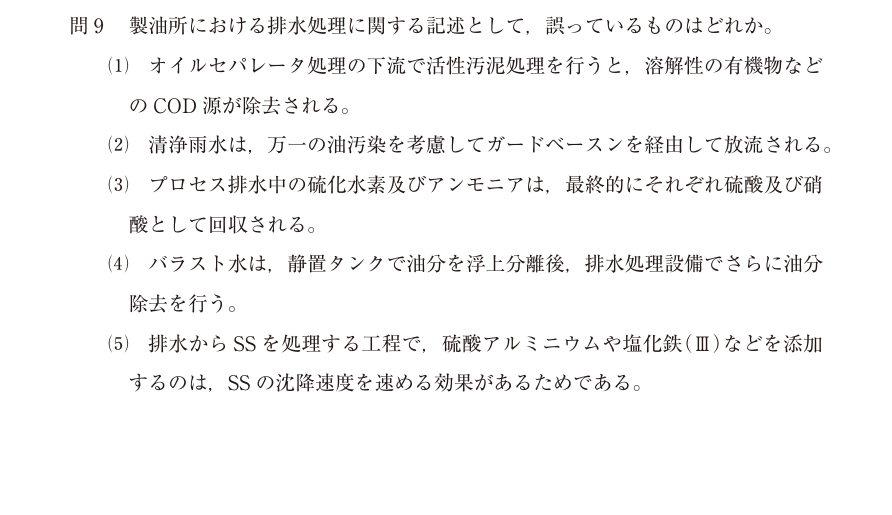 問9 製油所における排水処理に関する記述として，誤っているものはどれか。
⑴ オイルセパレータ処理の下流で活性汚泥処理を行うと，溶解性の有機物など
の COD 源が除去される。
⑵ 清浄雨水は，万一の油汚染を考慮してガードベースンを経由して放流される。
⑶ プロセス排水中の硫化水素及びアンモニアは，最終的にそれぞれ硫酸及び硝
酸として回収される。
⑷ バラスト水は，静置タンクで油分を浮上分離後，排水処理設備でさらに油分
除去を行う。
⑸ 排水から SS を処理する工程で，硫酸アルミニウムや塩化鉄(Ⅲ)などを添加
するのは，SS の沈降速度を速める効果があるためである。